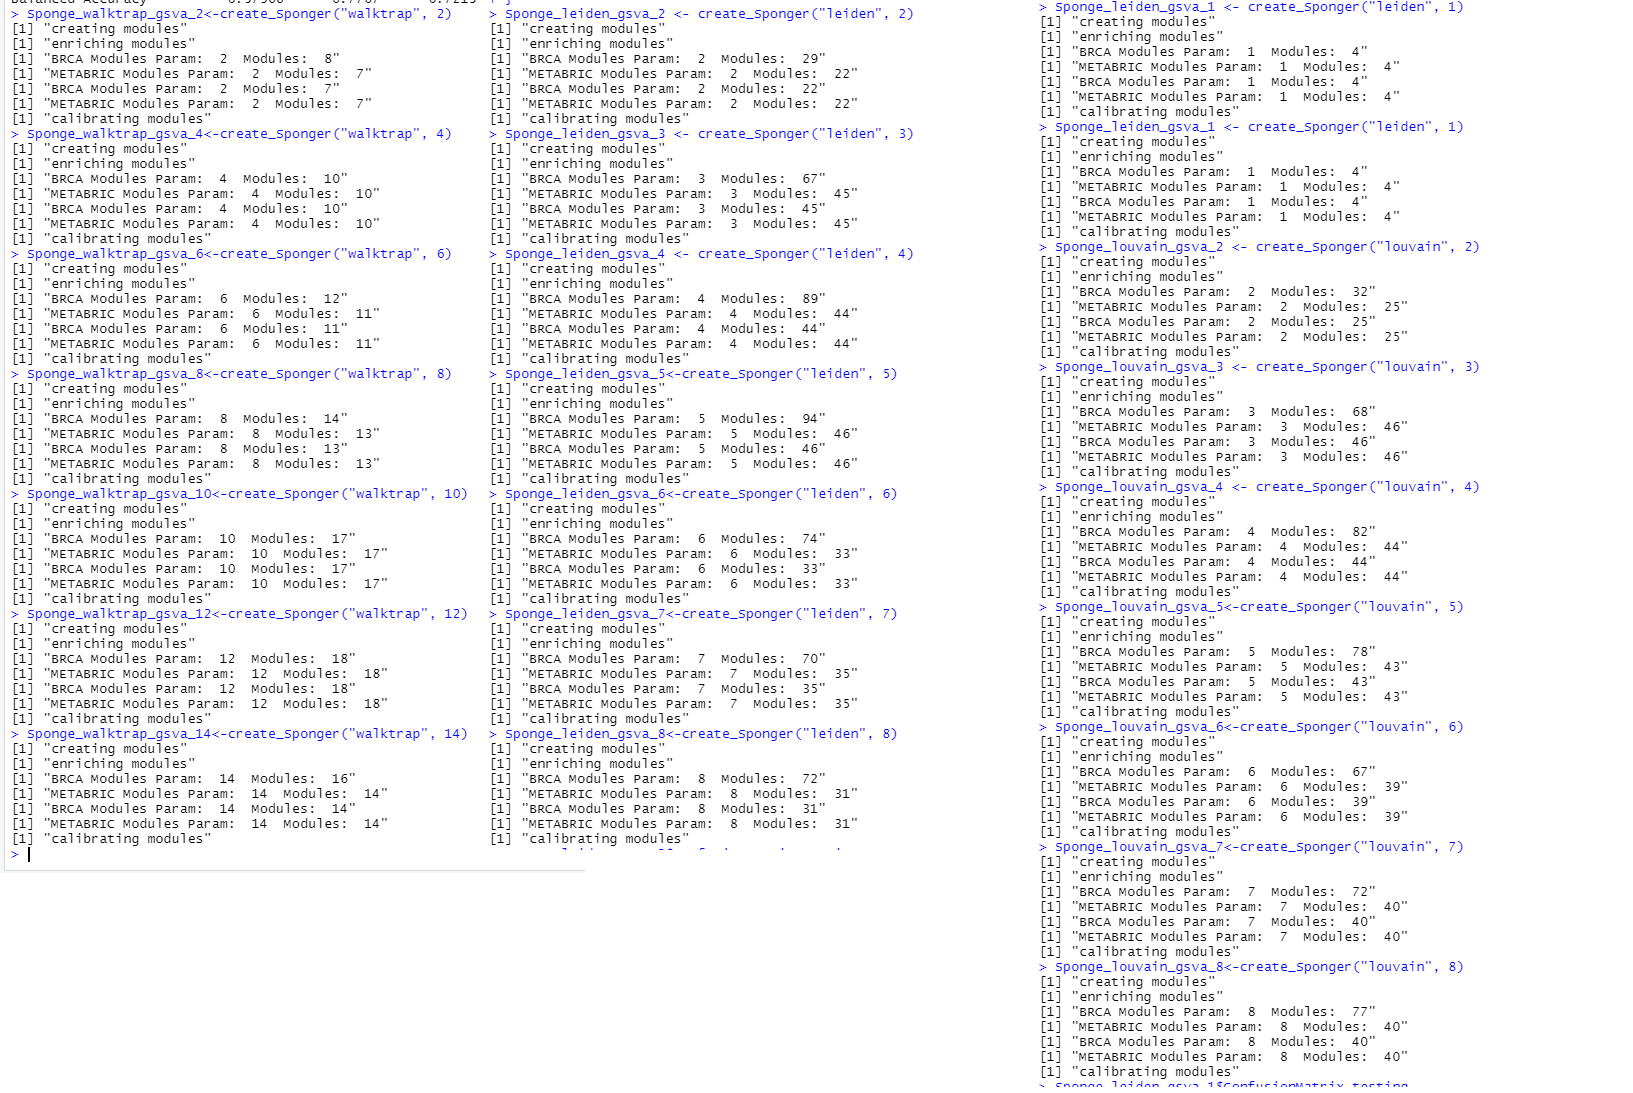 > Sponge_walktrap_gsva_2<-create_Sponger("walktrap", 2)
[1] "creating modules"
[1] "enriching modules"
[1] "BRCA Modules Param:  2  Modules:  8"
[1] "METABRIC Modules Param:  2  Modules:  7"
[1] "BRCA Modules Param:  2  Modules:  7"
[1] "METABRIC Modules Param:  2  Modules:  7"
[1] "calibrating modules"
> Sponge_walktrap_gsva_4<-create_Sponger("walktrap", 4)
[1] "creating modules"
[1] "enriching modules"
[1] "BRCA Modules Param:  4  Modules:  10"
[1] "METABRIC Modules Param:  4  Modules:  10"
[1] "BRCA Modules Param:  4  Modules:  10"
[1] "METABRIC Modules Param:  4  Modules:  10"
[1] "calibrating modules"
> Sponge_walktrap_gsva_6<-create_Sponger("walktrap", 6)
[1] "creating modules"
[1] "enriching modules"
[1] "BRCA Modules Param:  6  Modules:  12"
[1] "METABRIC Modules Param:  6  Modules:  11"
[1] "BRCA Modules Param:  6  Modules:  11"
[1] "METABRIC Modules Param:  6  Modules:  11"
[1] "calibrating modules"
> Sponge_walktrap_gsva_8<-create_Sponger("walktrap", 8)
[1] "creating modules"
[1] "enriching modules"
[1] "BRCA Modules Param:  8  Modules:  14"
[1] "METABRIC Modules Param:  8  Modules:  13"
[1] "BRCA Modules Param:  8  Modules:  13"
[1] "METABRIC Modules Param:  8  Modules:  13"
[1] "calibrating modules"
> Sponge_walktrap_gsva_10<-create_Sponger("walktrap", 10)
[1] "creating modules"
[1] "enriching modules"
[1] "BRCA Modules Param:  10  Modules:  17"
[1] "METABRIC Modules Param:  10  Modules:  17"
[1] "BRCA Modules Param:  10  Modules:  17"
[1] "METABRIC Modules Param:  10  Modules:  17"
[1] "calibrating modules"
> Sponge_walktrap_gsva_12<-create_Sponger("walktrap", 12)
[1] "creating modules"
[1] "enriching modules"
[1] "BRCA Modules Param:  12  Modules:  18"
[1] "METABRIC Modules Param:  12  Modules:  18"
[1] "BRCA Modules Param:  12  Modules:  18"
[1] "METABRIC Modules Param:  12  Modules:  18"
[1] "calibrating modules"
> Sponge_walktrap_gsva_14<-create_Sponger("walktrap", 14)
[1] "creating modules"
[1] "enriching modules"
[1] "BRCA Modules Param:  14  Modules:  16"
[1] "METABRIC Modules Param:  14  Modules:  14"
[1] "BRCA Modules Param:  14  Modules:  14"
[1] "METABRIC Modules Param:  14  Modules:  14"
[1] "calibrating modules"
>
> Sponge_leiden_gsva_2 <- create_Sponger("leiden", 2)
[1] "creating modules"
[1] "enriching modules"
[1] "BRCA Modules Param:  2  Modules:  29"
[1] "METABRIC Modules Param:  2  Modules:  22"
[1] "BRCA Modules Param:  2  Modules:  22"
[1] "METABRIC Modules Param:  2  Modules:  22"
[1] "calibrating modules"
> Sponge_leiden_gsva_3 <- create_Sponger("leiden", 3)
[1] "creating modules"
[1] "enriching modules"
[1] "BRCA Modules Param:  3  Modules:  67"
[1] "METABRIC Modules Param:  3  Modules:  45"
[1] "BRCA Modules Param:  3  Modules:  45"
[1] "METABRIC Modules Param:  3  Modules:  45"
[1] "calibrating modules"
> Sponge_leiden_gsva_4 <- create_Sponger("leiden", 4)
[1] "creating modules"
[1] "enriching modules"
[1] "BRCA Modules Param:  4  Modules:  89"
[1] "METABRIC Modules Param:  4  Modules:  44"
[1] "BRCA Modules Param:  4  Modules:  44"
[1] "METABRIC Modules Param:  4  Modules:  44"
[1] "calibrating modules"
> Sponge_leiden_gsva_5<-create_Sponger("leiden", 5)
[1] "creating modules"
[1] "enriching modules"
[1] "BRCA Modules Param:  5  Modules:  94"
[1] "METABRIC Modules Param:  5  Modules:  46"
[1] "BRCA Modules Param:  5  Modules:  46"
[1] "METABRIC Modules Param:  5  Modules:  46"
[1] "calibrating modules"
> Sponge_leiden_gsva_6<-create_Sponger("leiden", 6)
[1] "creating modules"
[1] "enriching modules"
[1] "BRCA Modules Param:  6  Modules:  74"
[1] "METABRIC Modules Param:  6  Modules:  33"
[1] "BRCA Modules Param:  6  Modules:  33"
[1] "METABRIC Modules Param:  6  Modules:  33"
[1] "calibrating modules"
> Sponge_leiden_gsva_7<-create_Sponger("leiden", 7)
[1] "creating modules"
[1] "enriching modules"
[1] "BRCA Modules Param:  7  Modules:  70"
[1] "METABRIC Modules Param:  7  Modules:  35"
[1] "BRCA Modules Param:  7  Modules:  35"
[1] "METABRIC Modules Param:  7  Modules:  35"
[1] "calibrating modules"
> Sponge_leiden_gsva_8<-create_Sponger("leiden", 8)
[1] "creating modules"
[1] "enriching modules"
[1] "BRCA Modules Param:  8  Modules:  72"
[1] "METABRIC Modules Param:  8  Modules:  31"
[1] "BRCA Modules Param:  8  Modules:  31"
[1] "METABRIC Modules Param:  8  Modules:  31"
[1] "calibrating modules"
> Sponge_leiden_gsva_1 <- create_Sponger("leiden", 1)
[1] "creating modules"
[1] "enriching modules"
[1] "BRCA Modules Param:  1  Modules:  4"
[1] "METABRIC Modules Param:  1  Modules:  4"
[1] "BRCA Modules Param:  1  Modules:  4"
[1] "METABRIC Modules Param:  1  Modules:  4"
[1] "calibrating modules"
> Sponge_leiden_gsva_1 <- create_Sponger("leiden", 1)
[1] "creating modules"
[1] "enriching modules"
[1] "BRCA Modules Param:  1  Modules:  4"
[1] "METABRIC Modules Param:  1  Modules:  4"
[1] "BRCA Modules Param:  1  Modules:  4"
[1] "METABRIC Modules Param:  1  Modules:  4"
[1] "calibrating modules"
> Sponge_louvain_gsva_2 <- create_Sponger("louvain", 2)
[1] "creating modules"
[1] "enriching modules"
[1] "BRCA Modules Param:  2  Modules:  32"
[1] "METABRIC Modules Param:  2  Modules:  25"
[1] "BRCA Modules Param:  2  Modules:  25"
[1] "METABRIC Modules Param:  2  Modules:  25"
[1] "calibrating modules"
> Sponge_louvain_gsva_3 <- create_Sponger("louvain", 3)
[1] "creating modules"
[1] "enriching modules"
[1] "BRCA Modules Param:  3  Modules:  68"
[1] "METABRIC Modules Param:  3  Modules:  46"
[1] "BRCA Modules Param:  3  Modules:  46"
[1] "METABRIC Modules Param:  3  Modules:  46"
[1] "calibrating modules"
> Sponge_louvain_gsva_4 <- create_Sponger("louvain", 4)
[1] "creating modules"
[1] "enriching modules"
[1] "BRCA Modules Param:  4  Modules:  82"
[1] "METABRIC Modules Param:  4  Modules:  44"
[1] "BRCA Modules Param:  4  Modules:  44"
[1] "METABRIC Modules Param:  4  Modules:  44"
[1] "calibrating modules"
> Sponge_louvain_gsva_5<-create_Sponger("louvain", 5)
[1] "creating modules"
[1] "enriching modules"
[1] "BRCA Modules Param:  5  Modules:  78"
[1] "METABRIC Modules Param:  5  Modules:  43"
[1] "BRCA Modules Param:  5  Modules:  43"
[1] "METABRIC Modules Param:  5  Modules:  43"
[1] "calibrating modules"
> Sponge_louvain_gsva_6<-create_Sponger("louvain", 6)
[1] "creating modules"
[1] "enriching modules"
[1] "BRCA Modules Param:  6  Modules:  67"
[1] "METABRIC Modules Param:  6  Modules:  39"
[1] "BRCA Modules Param:  6  Modules:  39"
[1] "METABRIC Modules Param:  6  Modules:  39"
[1] "calibrating modules"
> Sponge_louvain_gsva_7<-create_Sponger("louvain", 7)
[1] "creating modules"
[1] "enriching modules"
[1] "BRCA Modules Param:  7  Modules:  72"
[1] "METABRIC Modules Param:  7  Modules:  40"
[1] "BRCA Modules Param:  7  Modules:  40"
[1] "METABRIC Modules Param:  7  Modules:  40"
[1] "calibrating modules"
> Sponge_louvain_gsva_8<-create_Sponger("louvain", 8)
[1] "creating modules"
[1] "enriching modules"
[1] "BRCA Modules Param:  8  Modules:  77"
[1] "METABRIC Modules Param:  8  Modules:  40"
[1] "BRCA Modules Param:  8  Modules:  40"
[1] "METABRIC Modules Param:  8  Modules:  40"
[1] "calibrating modules"
> Sponge_leiden_gsva_1$ConfusionMatrix_testing